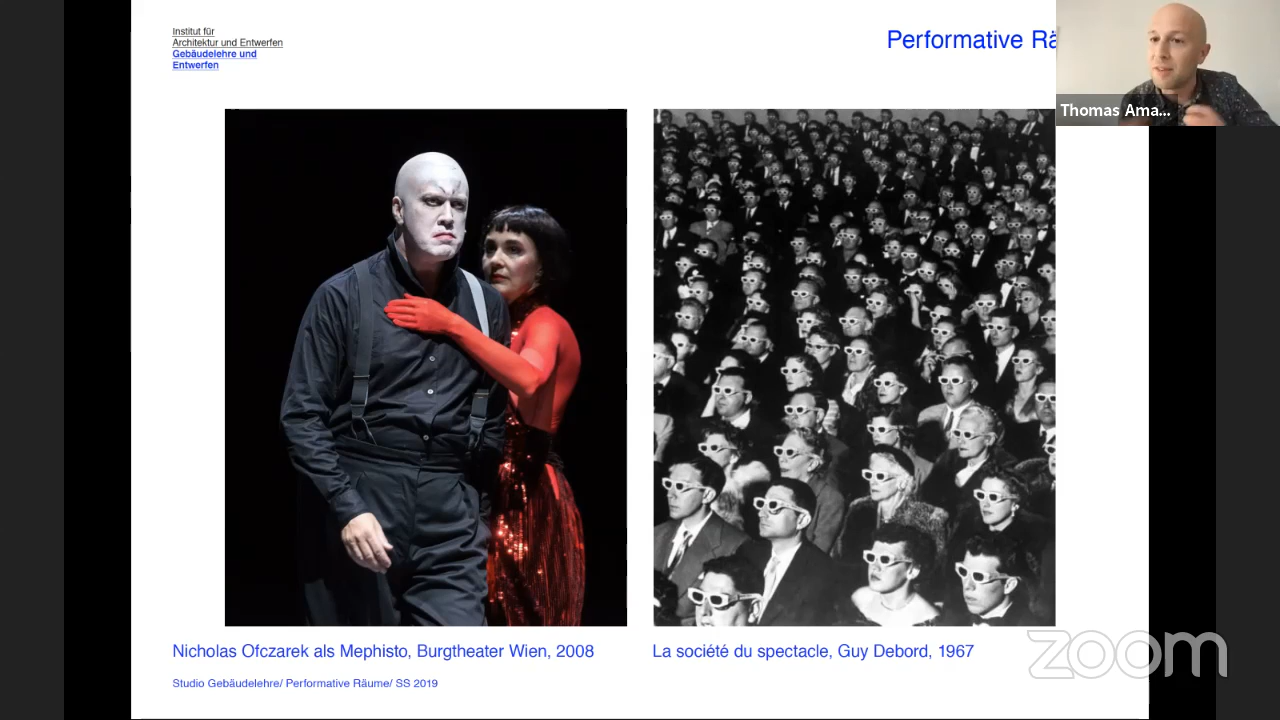 Institut für
Architektur und Entwerfen
Gebäudelehre und
Entwerfen
Performative Rä
Thomas Ama...
Nicholas Ofczarek als Mephisto, Burgtheater Wien, 2008
La société du spectacle, Guy Debord, 1967
Studio Gebäudelehre/ Performative Räume/ SS 2019
zoom